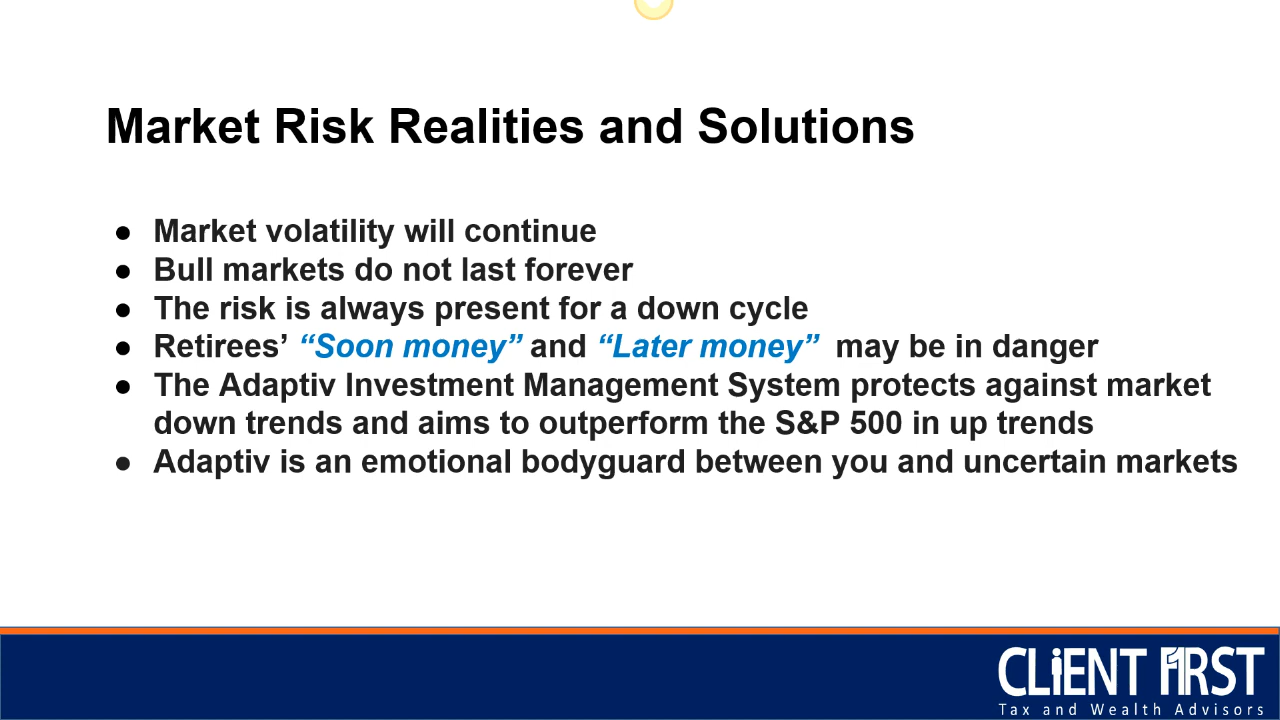 Market Risk Realities and Solutions
● Market volatility will continue
● Bull markets do not last forever
● The risk is always present for a down cycle
● Retirees’ “Soon money” and “Later money” may be in danger
● The Adaptiv Investment Management System protects against market
down trends and aims to outperform the S&P 500 in up trends
● Adaptiv is an emotional bodyguard between you and uncertain markets
CLiENT F1RST
Tax and Wealth Advisors